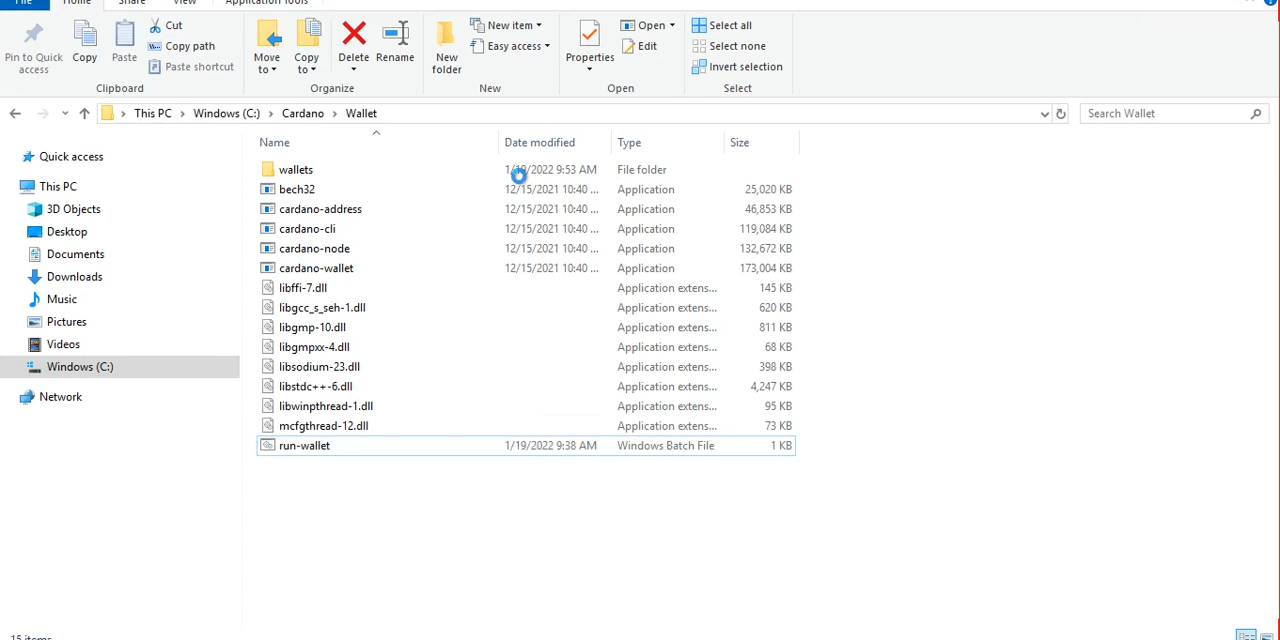 File Home Share View Application Tools
Pin to Quick access
Copy
Paste
Cut
Copy path
Paste shortcut
Move to
Copy to
Delete
Rename
New folder
New item
Easy access
Properties
Open
Edit
Select all
Select none
Invert selection
Clipboard Organize New Open Select
This PC Windows (C:) Cardano Wallet Search Wallet
Name Date modified Type Size
Quick access
This PC
3D Objects
Desktop
Documents
Downloads
Music
Pictures
Videos
Windows (C:)
Network
wallets 9:53 AM File folder
bech32 12/15/2021 10:40 ... Application 25,020 KB
cardano-address 12/15/2021 10:40 ... Application 46,853 KB
cardano-cli 12/15/2021 10:40 ... Application 119,084 KB
cardano-node 12/15/2021 10:40 ... Application 132,672 KB
cardano-wallet 12/15/2021 10:40 ... Application 173,004 KB
libffi-7.dll Application extens... 145 KB
libgcc_s_seh-1.dll Application extens... 620 KB
libgmp-10.dll Application extens... 811 KB
libgmpxx-4.dll Application extens... 68 KB
libsodium-23.dll Application extens... 398 KB
libstdc++-6.dll Application extens... 4,247 KB
libwinpthread-1.dll Application extens... 95 KB
mcfgthread-12.dll Application extens... 73 KB
run-wallet 1/19/2022 9:38 AM Windows Batch File 1 KB
15 items